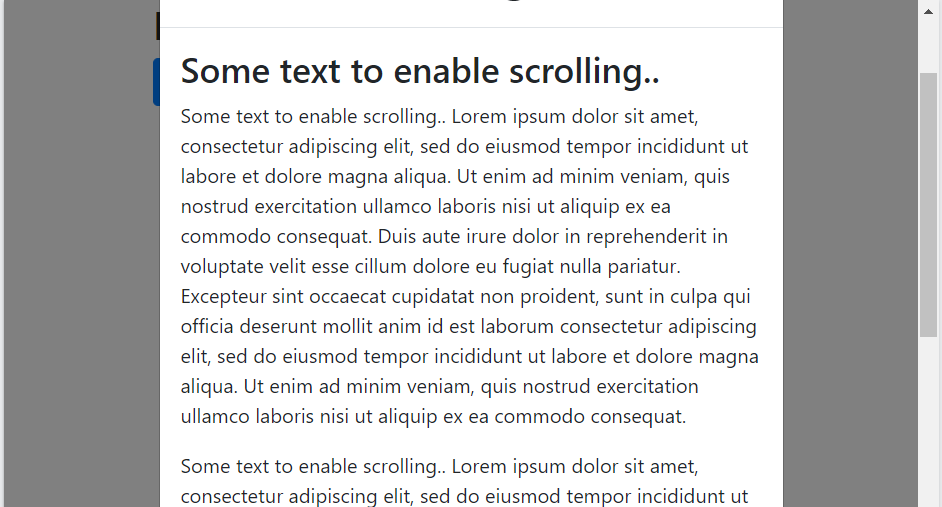 Some text to enable scrolling..
Some text to enable scrolling.. Lorem ipsum dolor sit amet,
consectetur adipiscing elit, sed do eiusmod tempor incididunt ut
labore et dolore magna aliqua. Ut enim ad minim veniam, quis
nostrud exercitation ullamco laboris nisi ut aliquip ex ea
commodo consequat. Duis aute irure dolor in reprehenderit in
voluptate velit esse cillum dolore eu fugiat nulla pariatur.
Excepteur sint occaecat cupidatat non proident, sunt in culpa qui
officia deserunt mollit anim id est laborum consectetur adipiscing
elit, sed do eiusmod tempor incididunt ut labore et dolore magna
aliqua. Ut enim ad minim veniam, quis nostrud exercitation
ullamco laboris nisi ut aliquip ex ea commodo consequat.
Some text to enable scrolling.. Lorem ipsum dolor sit amet,
consectetur adipiscing elit, sed do eiusmod tempor incididunt ut